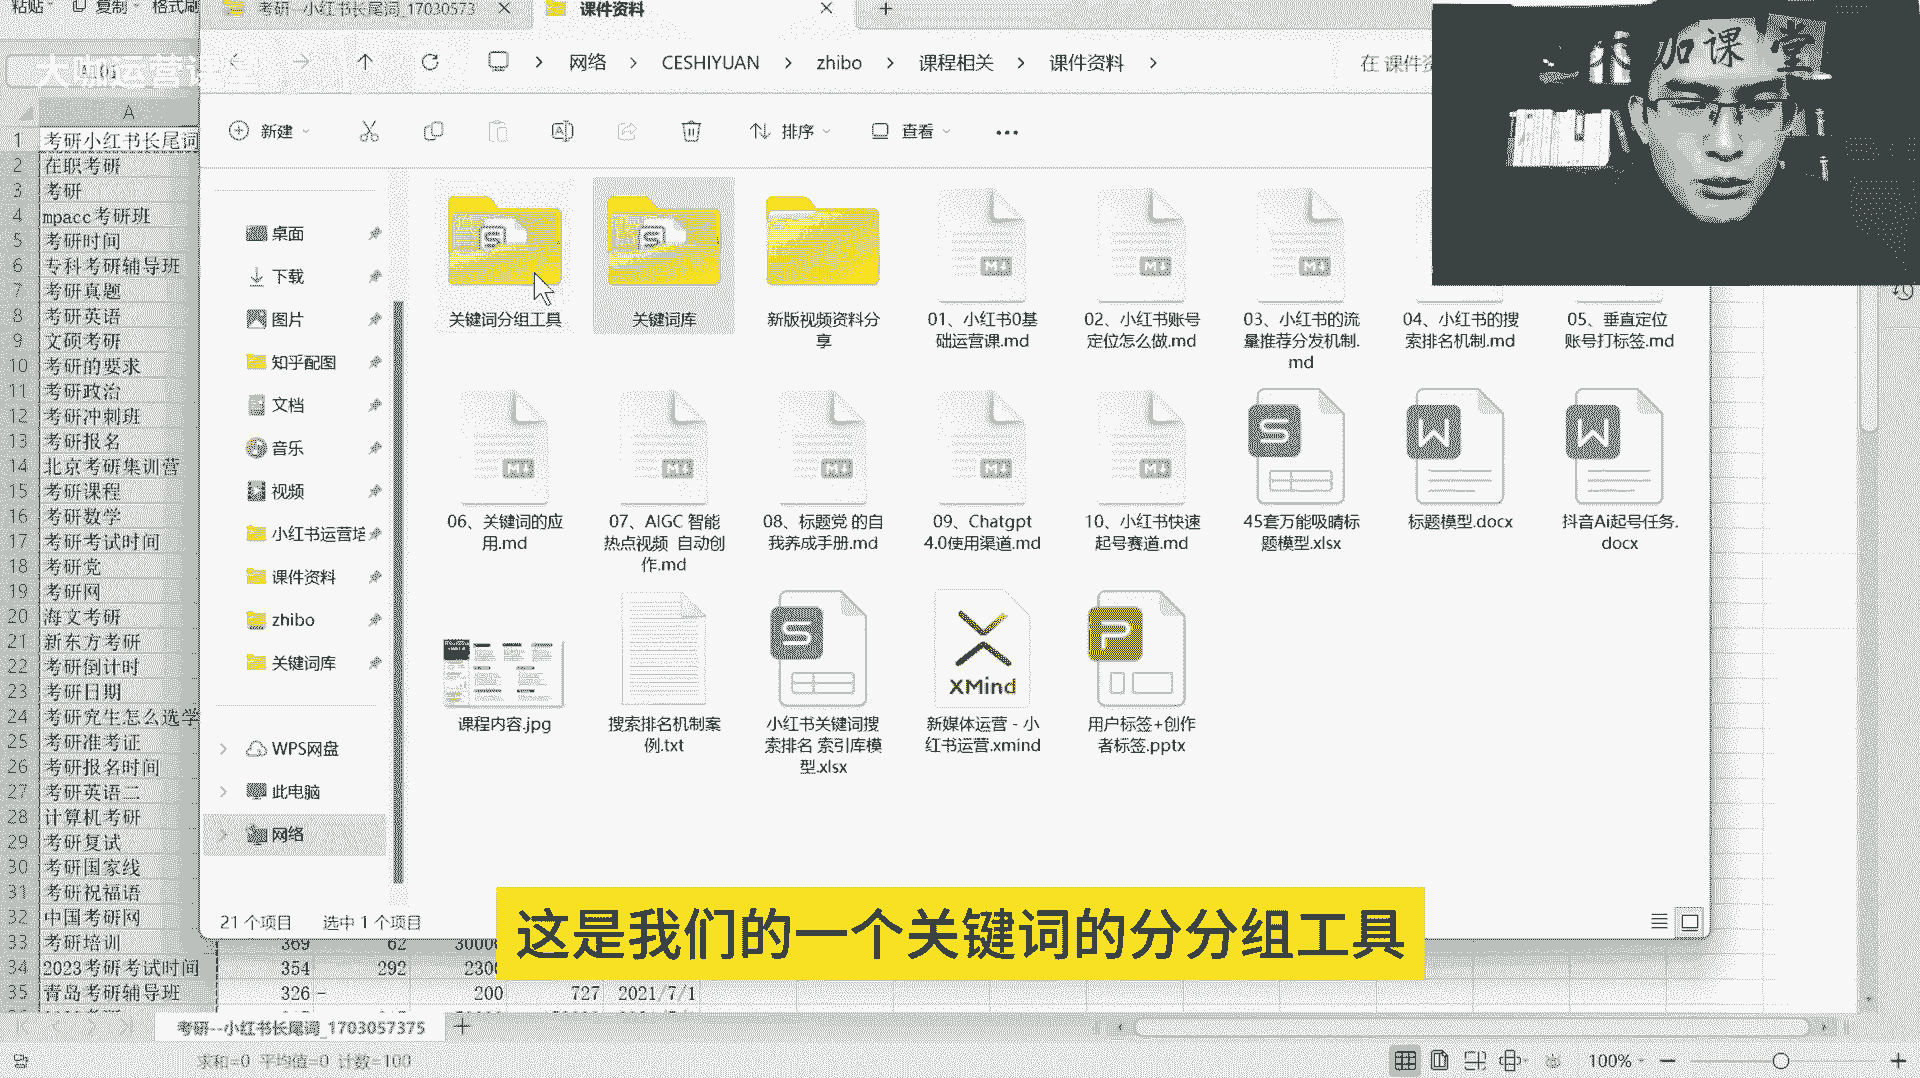 粘贴
复制
格式刷
考研--小红书长尾词_17030573
课件资料
大咖运营课
加课堂
网络
CESHIYUAN
zhibo
课程相关
课件资料
在 课件资
新建
排序
查看
A
1 考研小红书长尾词
2 在职考研
3 考研
4 mpacc考研班
5 考研时间
6 专科考研辅导班
7 考研真题
8 考研英语
9 文硕考研
10 考研的要求
11 考研政治
12 考研冲刺班
13 考研报名
14 北京考研集训营
15 考研课程
16 考研数学
17 考研考试时间
18 考研党
19 考研网
20 海文考研
21 新东方考研
22 考研倒计时
23 考研日期
24 考研究生怎么选学
25 考研准考证
26 考研报名时间
27 考研英语二
28 计算机考研
29 考研复试
30 考研国家线
31 考研祝福语
32 中国考研网
33 考研培训 369 62 3000
34 2023考研考试时间 354 292 2300
35 青岛考研辅导班 326 - 200 727 2021/7/1
桌面
下载
图片
知乎配图
文档
音乐
视频
小红书运营培
课件资料
zhibo
关键词库
WPS网盘
此电脑
网络
关键词分组工具
关键词库
新版视频资料分
享
01、小红书0基
础运营课.md
02、小红书账号
定位怎么做.md
03、小红书的流
量推荐分发机制.
md
04、小红书的搜
索排名机制.md
05、垂直定位
账号打标签.md
06、关键词的应
用.md
07、AIGC 智能
热点视频 自动创
作.md
08、标题党 的自
我养成手册.md
09、Chatgpt
4.0使用渠道.md
10、小红书快速
起号赛道.md
45套万能吸睛标
题模型.xlsx
标题模型.docx
抖音Ai起号任务.
docx
课程内容.jpg
搜索排名机制案
例.txt
小红书关键词搜
索排名 索引库模
型.xlsx
XMind
新媒体运营 - 小
红书运营.xmind
用户标签+创作
者标签.pptx
21 个项目
选中 1 个项目
这是我们的一个关键词的分分组工具
考研--小红书长尾词_1703057375
求和=0 平均值=0 计数=100
100%